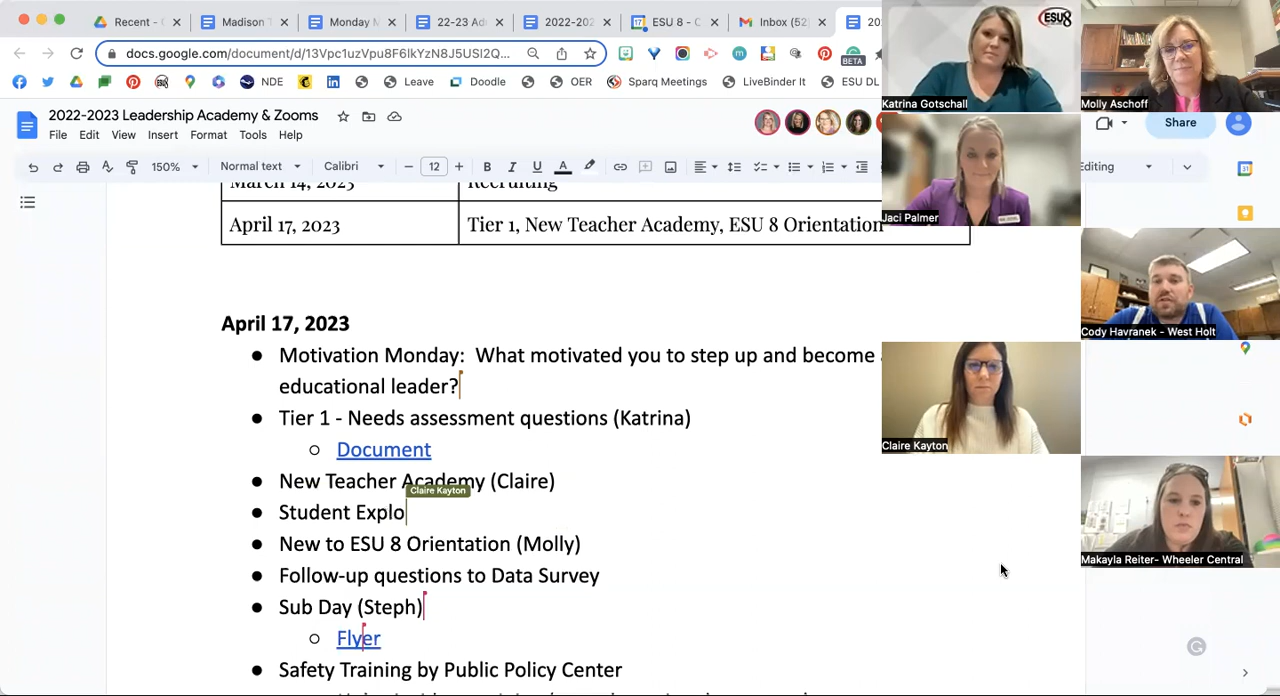 Recent -
Madison T
Monday M
22-23 Ad
2022-202
ESU 8 - C
Inbox (52
20
docs.google.com/document/d/13Vpc1uzVpu8F6lkYzN8J5USl2Q...
BETA
NDE
Leave
Doodle
OER
Sparq Meetings
LiveBinder It
ESU DL
2022-2023 Leadership Academy & Zooms
File Edit View Insert Format Tools Help
Share
150% Normal text Calibri 12 B I U A
Editing
March 14, 2023 Recruiting
April 17, 2023 Tier 1, New Teacher Academy, ESU 8 Orientation
April 17, 2023
● Motivation Monday: What motivated you to step up and become
educational leader?
● Tier 1 - Needs assessment questions (Katrina)
○ Document
● New Teacher Academy (Claire)
Claire Kayton
● Student Explo
● New to ESU 8 Orientation (Molly)
● Follow-up questions to Data Survey
● Sub Day (Steph)
○ Flyer
● Safety Training by Public Policy Center
ESU8
Katrina Gotschall
Molly Aschoff
Jaci Palmer
Cody Havranek - West Holt
Claire Kayton
Makayla Reiter- Wheeler Central